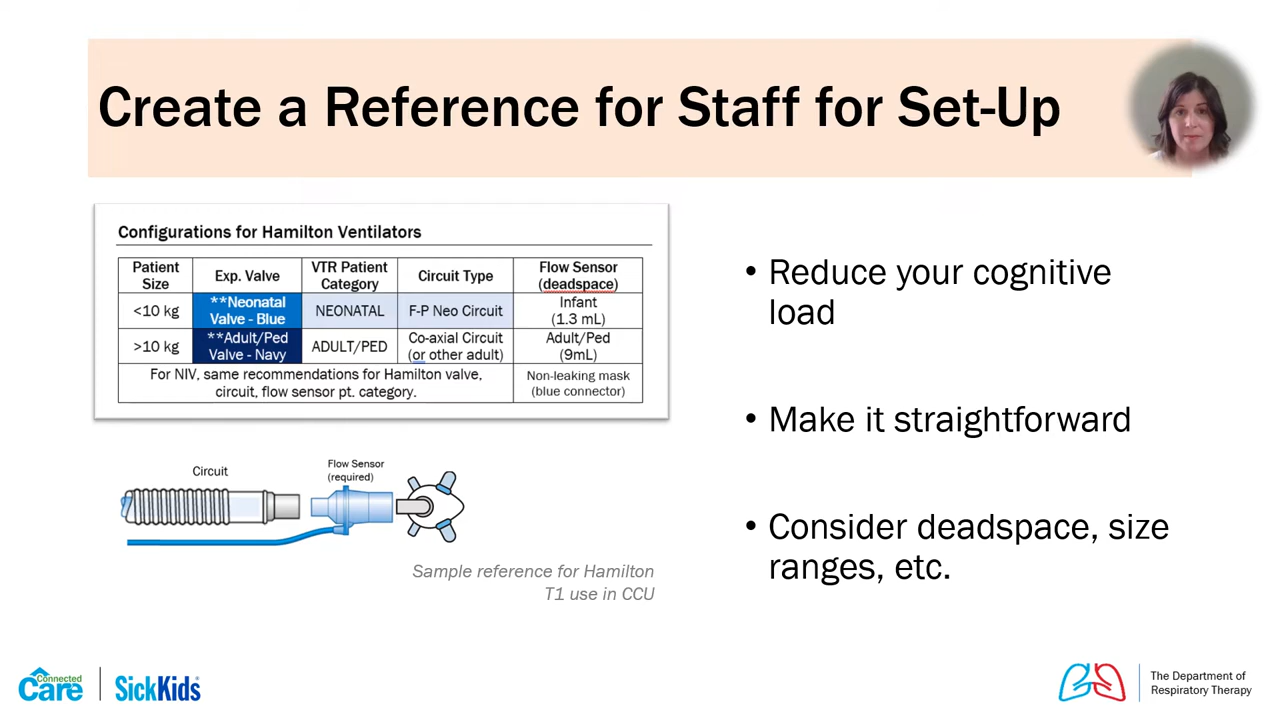 Create a Reference for Staff for Set-Up
Configurations for Hamilton Ventilators
Patient Size | Exp. Valve | VTR Patient Category | Circuit Type | Flow Sensor (deadspace)
<10 kg | **Neonatal Valve - Blue | NEONATAL | F-P Neo Circuit | Infant (1.3 mL)
>10 kg | **Adult/Ped Valve - Navy | ADULT/PED | Co-axial Circuit (or other adult) | Adult/Ped (9mL)
For NIV, same recommendations for Hamilton valve, circuit, flow sensor pt. category. | Non-leaking mask (blue connector)
Circuit
Flow Sensor
(required)
Sample reference for Hamilton
T1 use in CCU
• Reduce your cognitive
load
• Make it straightforward
• Consider deadspace, size
ranges, etc.
Connected
Care
SickKids
The Department of
Respiratory Therapy